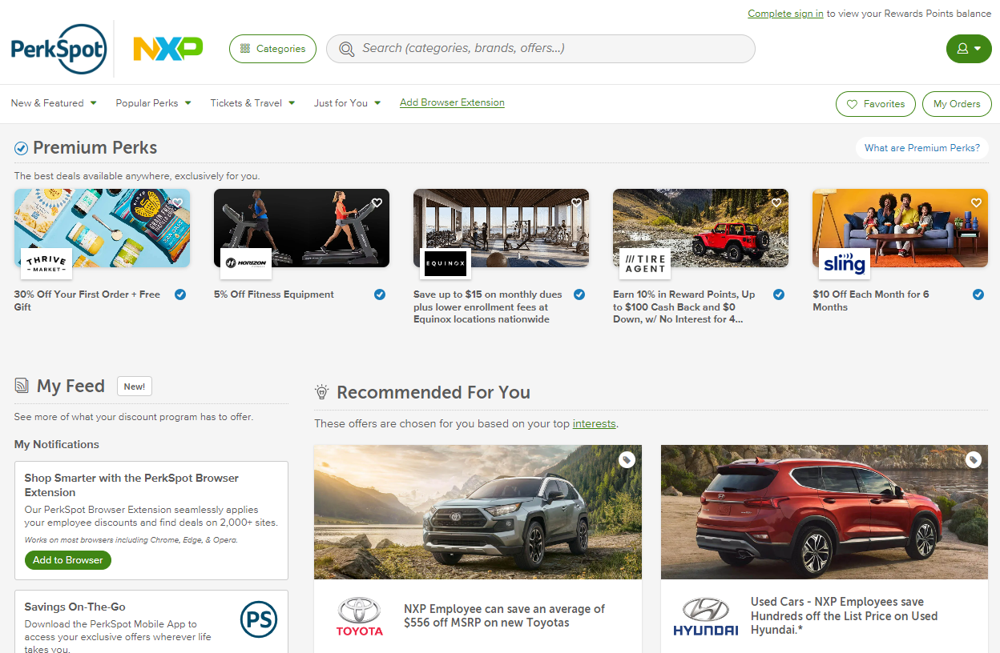 Complete sign in to view your Rewards Points balance
PerkSpot
NXP
Categories
Search (categories, brands, offers...)
New & Featured
Popular Perks
Tickets & Travel
Just for You
Add Browser Extension
Favorites
My Orders
Premium Perks
What are Premium Perks?
The best deals available anywhere, exclusively for you.
THRIVE
- MARKET -
HORIZON
EQUINOX
/// TIRE
AGENT
sling
30% Off Your First Order + Free
Gift
5% Off Fitness Equipment
Save up to $15 on monthly dues
plus lower enrollment fees at
Equinox locations nationwide
Earn 10% in Reward Points, Up
to $100 Cash Back and $0
Down, w/ No Interest for 4...
$10 Off Each Month for 6
Months
My Feed
New!
See more of what your discount program has to offer.
My Notifications
Shop Smarter with the PerkSpot Browser
Extension
Our PerkSpot Browser Extension seamlessly applies
your employee discounts and find deals on 2,000+ sites.
Works on most browsers including Chrome, Edge, & Opera.
Add to Browser
Savings On-The-Go
Download the PerkSpot Mobile App to
access your exclusive offers wherever life
takes you.
PS
Recommended For You
These offers are chosen for you based on your top interests.
TOYOTA
NXP Employee can save an average of
$556 off MSRP on new Toyotas
HYUNDAI
Used Cars - NXP Employees save
Hundreds off the List Price on Used
Hyundai.*